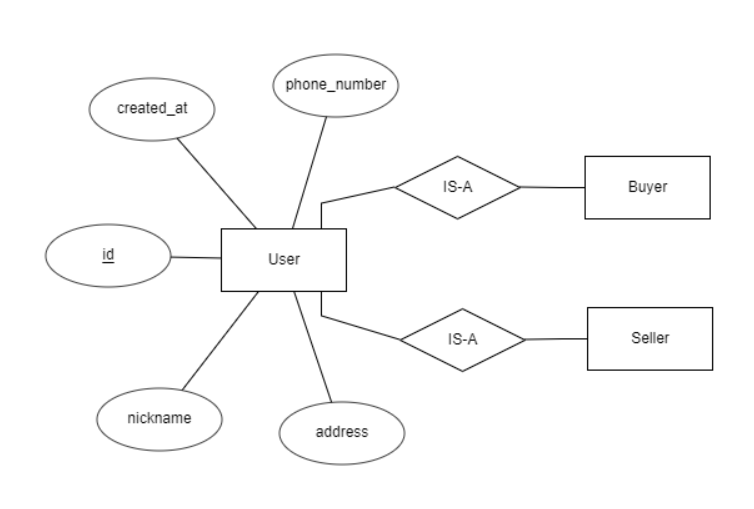 phone_number
created_at
IS-A
Buyer
id
User
IS-A
Seller
nickname
address